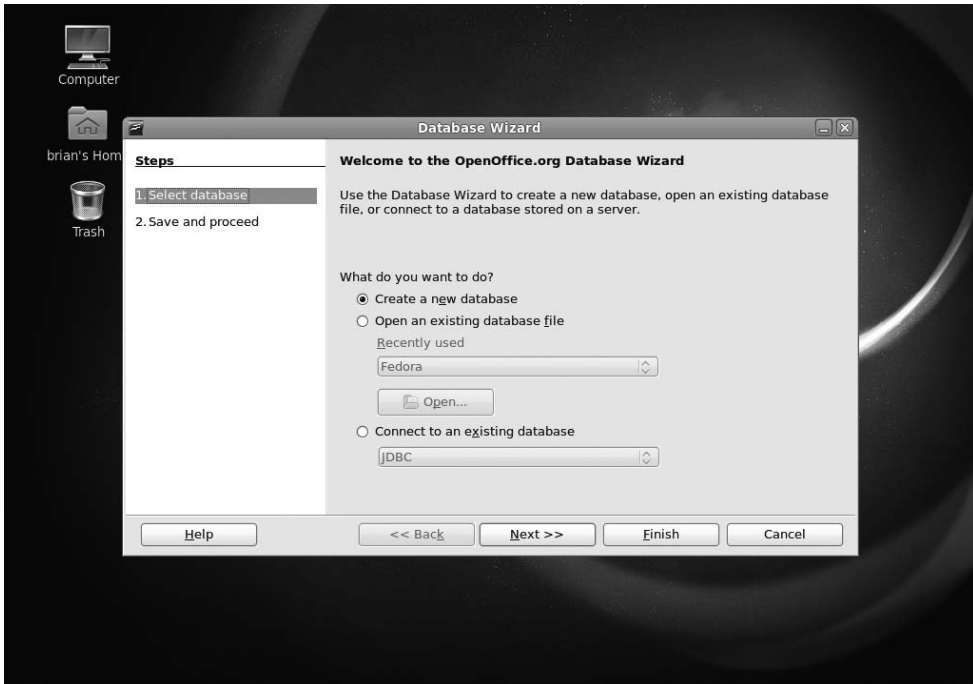 Computer
brian's Hom
Trash
Database Wizard
Steps
1. Select database
2. Save and proceed
Welcome to the OpenOffice.org Database Wizard
Use the Database Wizard to create a new database, open an existing database
file, or connect to a database stored on a server.
What do you want to do?
Create a new database
Open an existing database file
Recently used
Fedora
Open...
Connect to an existing database
JDBC
Help
<< Back
Next >>
Finish
Cancel